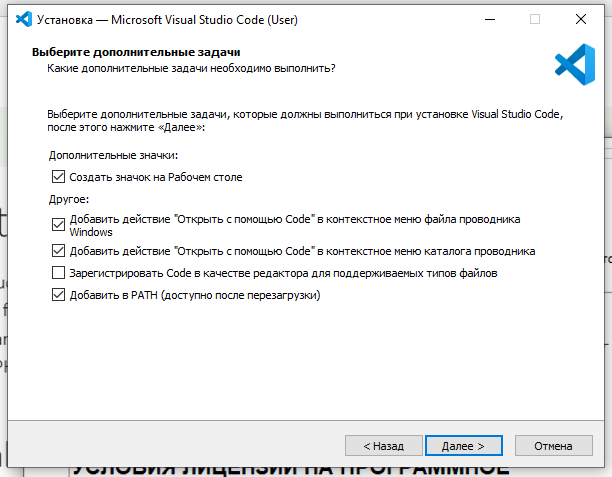 Установка — Microsoft Visual Studio Code (User)
Выберите дополнительные задачи
Какие дополнительные задачи необходимо выполнить?
Выберите дополнительные задачи, которые должны выполниться при установке Visual Studio Code,
после этого нажмите «Далее»:
Дополнительные значки:
Создать значок на Рабочем столе
Другое:
Добавить действие "Открыть с помощью Code" в контекстное меню файла проводника
Windows
Добавить действие "Открыть с помощью Code" в контекстное меню каталога проводника
Зарегистрировать Code в качестве редактора для поддерживаемых типов файлов
Добавить в PATH (доступно после перезагрузки)
< Назад
Далее >
Отмена
УСЛОВИЯ ЛИЦЕНЗИИ НА ПРОГРАММНОЕ